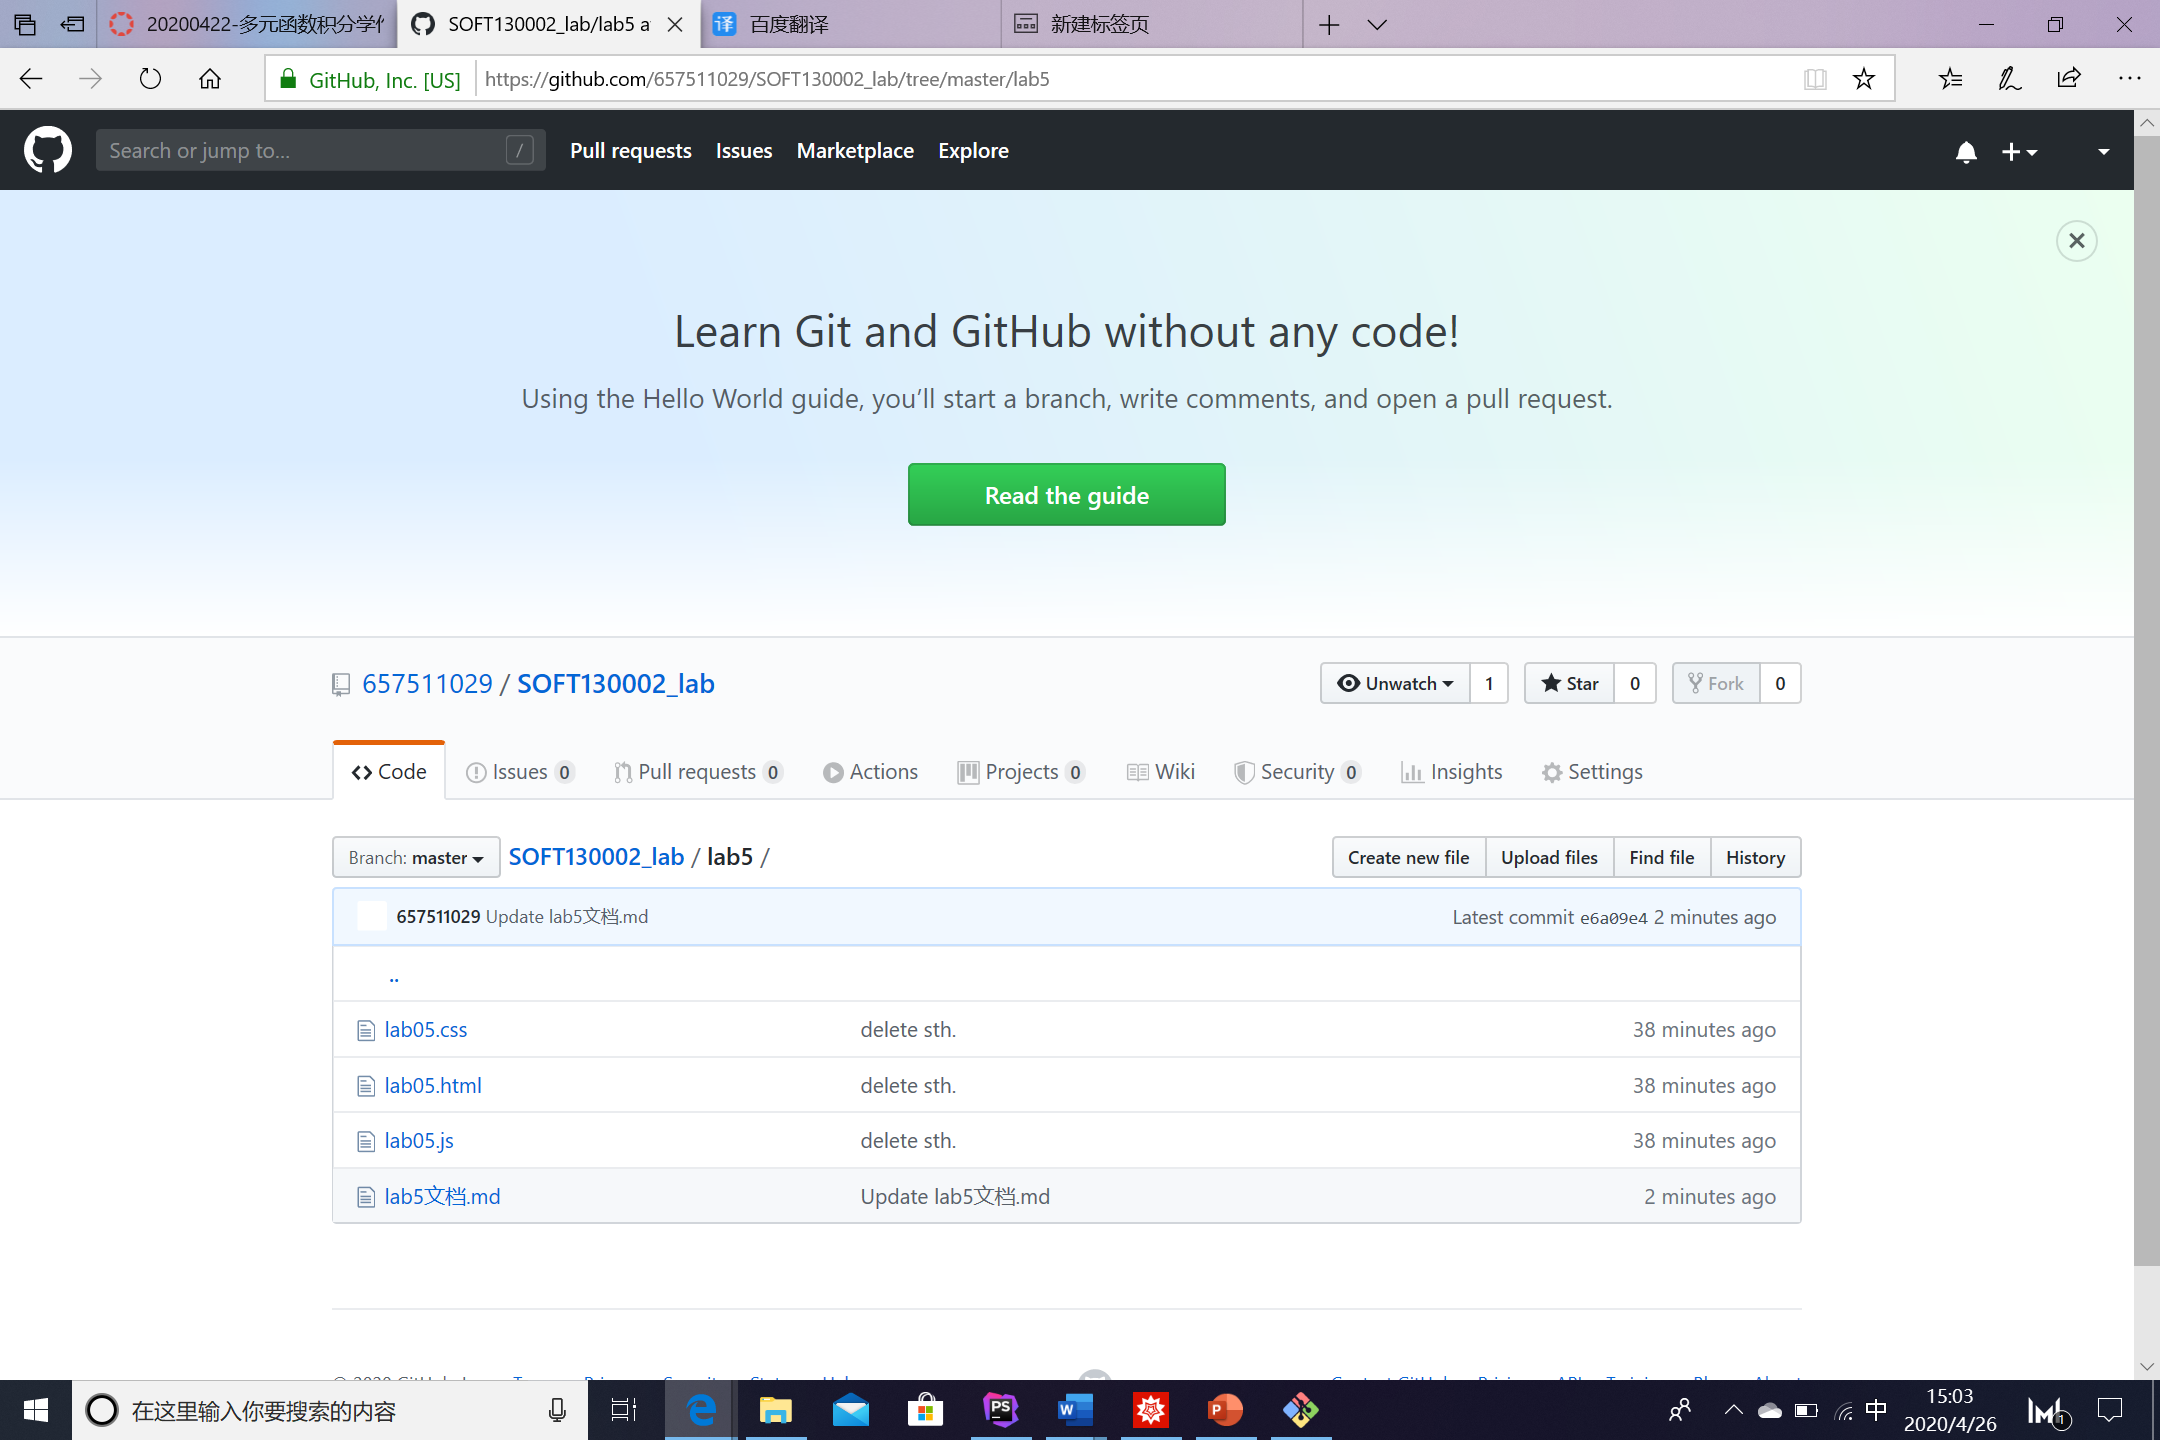 20200422-多元函数积分学
SOFT130002_lab/lab5 a
译 百度翻译
新建标签页
GitHub, Inc. [US]
https://github.com/657511029/SOFT130002_lab/tree/master/lab5
Search or jump to...
/
Pull requests
Issues
Marketplace
Explore
Learn Git and GitHub without any code!
Using the Hello World guide, you’ll start a branch, write comments, and open a pull request.
Read the guide
657511029 / SOFT130002_lab
Unwatch 1
Star 0
Fork 0
Code
Issues 0
Pull requests 0
Actions
Projects 0
Wiki
Security 0
Insights
Settings
Branch: master
SOFT130002_lab / lab5 /
Create new file
Upload files
Find file
History
657511029 Update lab5文档.md
Latest commit e6a09e4 2 minutes ago
..
lab05.css delete sth. 38 minutes ago
lab05.html delete sth. 38 minutes ago
lab05.js delete sth. 38 minutes ago
lab5文档.md Update lab5文档.md 2 minutes ago
在这里输入你要搜索的内容
PS
W
P
中
15:03
2020/4/26
1